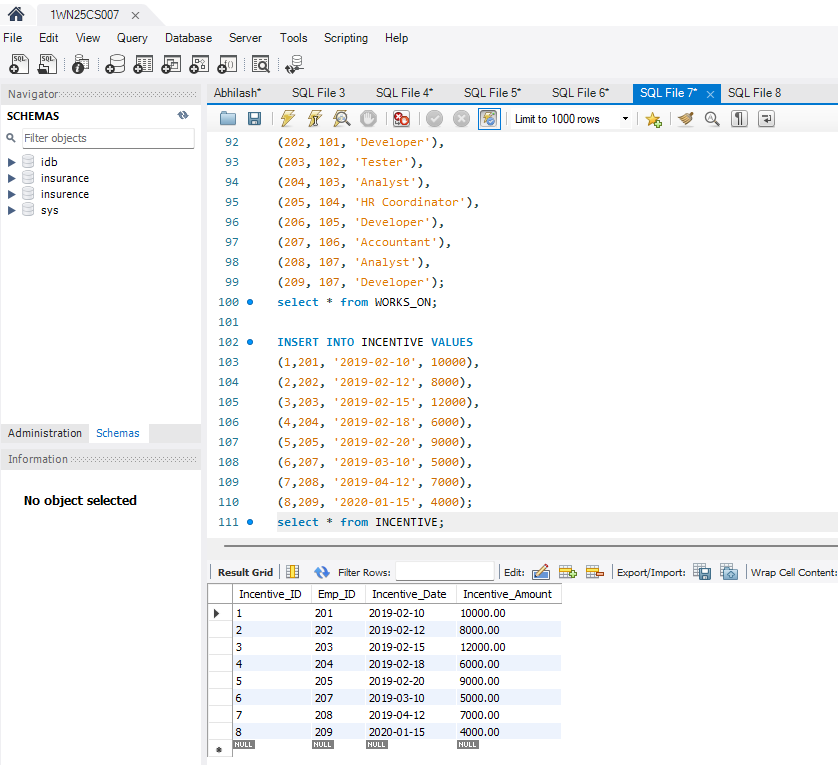 1WN25CS007
File Edit View Query Database Server Tools Scripting Help
Navigator
SCHEMAS
Filter objects
idb
insurance
insurence
sys
Administration Schemas
Information
No object selected
Abhilash* SQL File 3 SQL File 4* SQL File 5* SQL File 6* SQL File 7* SQL File 8
Limit to 1000 rows
92 (202, 101, 'Developer'),
93 (203, 102, 'Tester'),
94 (204, 103, 'Analyst'),
95 (205, 104, 'HR Coordinator'),
96 (206, 105, 'Developer'),
97 (207, 106, 'Accountant'),
98 (208, 107, 'Analyst'),
99 (209, 107, 'Developer');
100 select * from WORKS_ON;
101
102 INSERT INTO INCENTIVE VALUES
103 (1,201, '2019-02-10', 10000),
104 (2,202, '2019-02-12', 8000),
105 (3,203, '2019-02-15', 12000),
106 (4,204, '2019-02-18', 6000),
107 (5,205, '2019-02-20', 9000),
108 (6,207, '2019-03-10', 5000),
109 (7,208, '2019-04-12', 7000),
110 (8,209, '2020-01-15', 4000);
111 select * from INCENTIVE;
Result Grid Filter Rows: Edit: Export/Import: Wrap Cell Content:
Incentive_ID Emp_ID Incentive_Date Incentive_Amount
1 201 2019-02-10 10000.00
2 202 2019-02-12 8000.00
3 203 2019-02-15 12000.00
4 204 2019-02-18 6000.00
5 205 2019-02-20 9000.00
6 207 2019-03-10 5000.00
7 208 2019-04-12 7000.00
8 209 2020-01-15 4000.00
NULL NULL NULL NULL